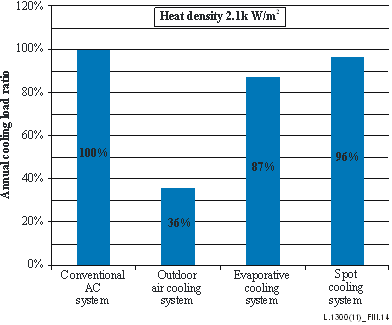 Heat density 2.1k W/m²
120%
100%
80%
60%
40%
20%
0%
Annual cooling load ratio
100%
36%
87%
96%
Conventional
AC
system
Outdoor
air cooling
system
Evaporative
cooling
system
Spot
cooling
system
L.1300(11)_FIII.14